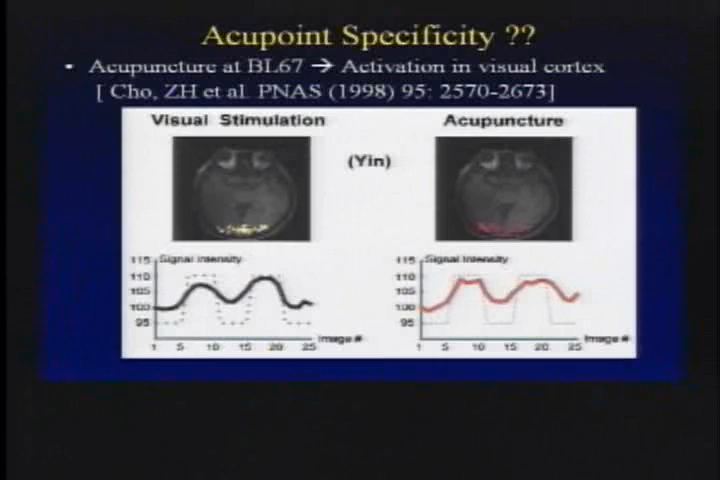 Acupoint Specificity ??
• Acupuncture at BL67 → Activation in visual cortex
[ Cho, ZH et al. PNAS (1998) 95: 2570-2673]
Visual Stimulation
Acupuncture
(Yin)
115 Signal Intensity
110
105
100
95
1 5 10 15 20 25 Image #
115 Signal Intensity
110
105
100
95
1 5 10 15 20 25 Image #